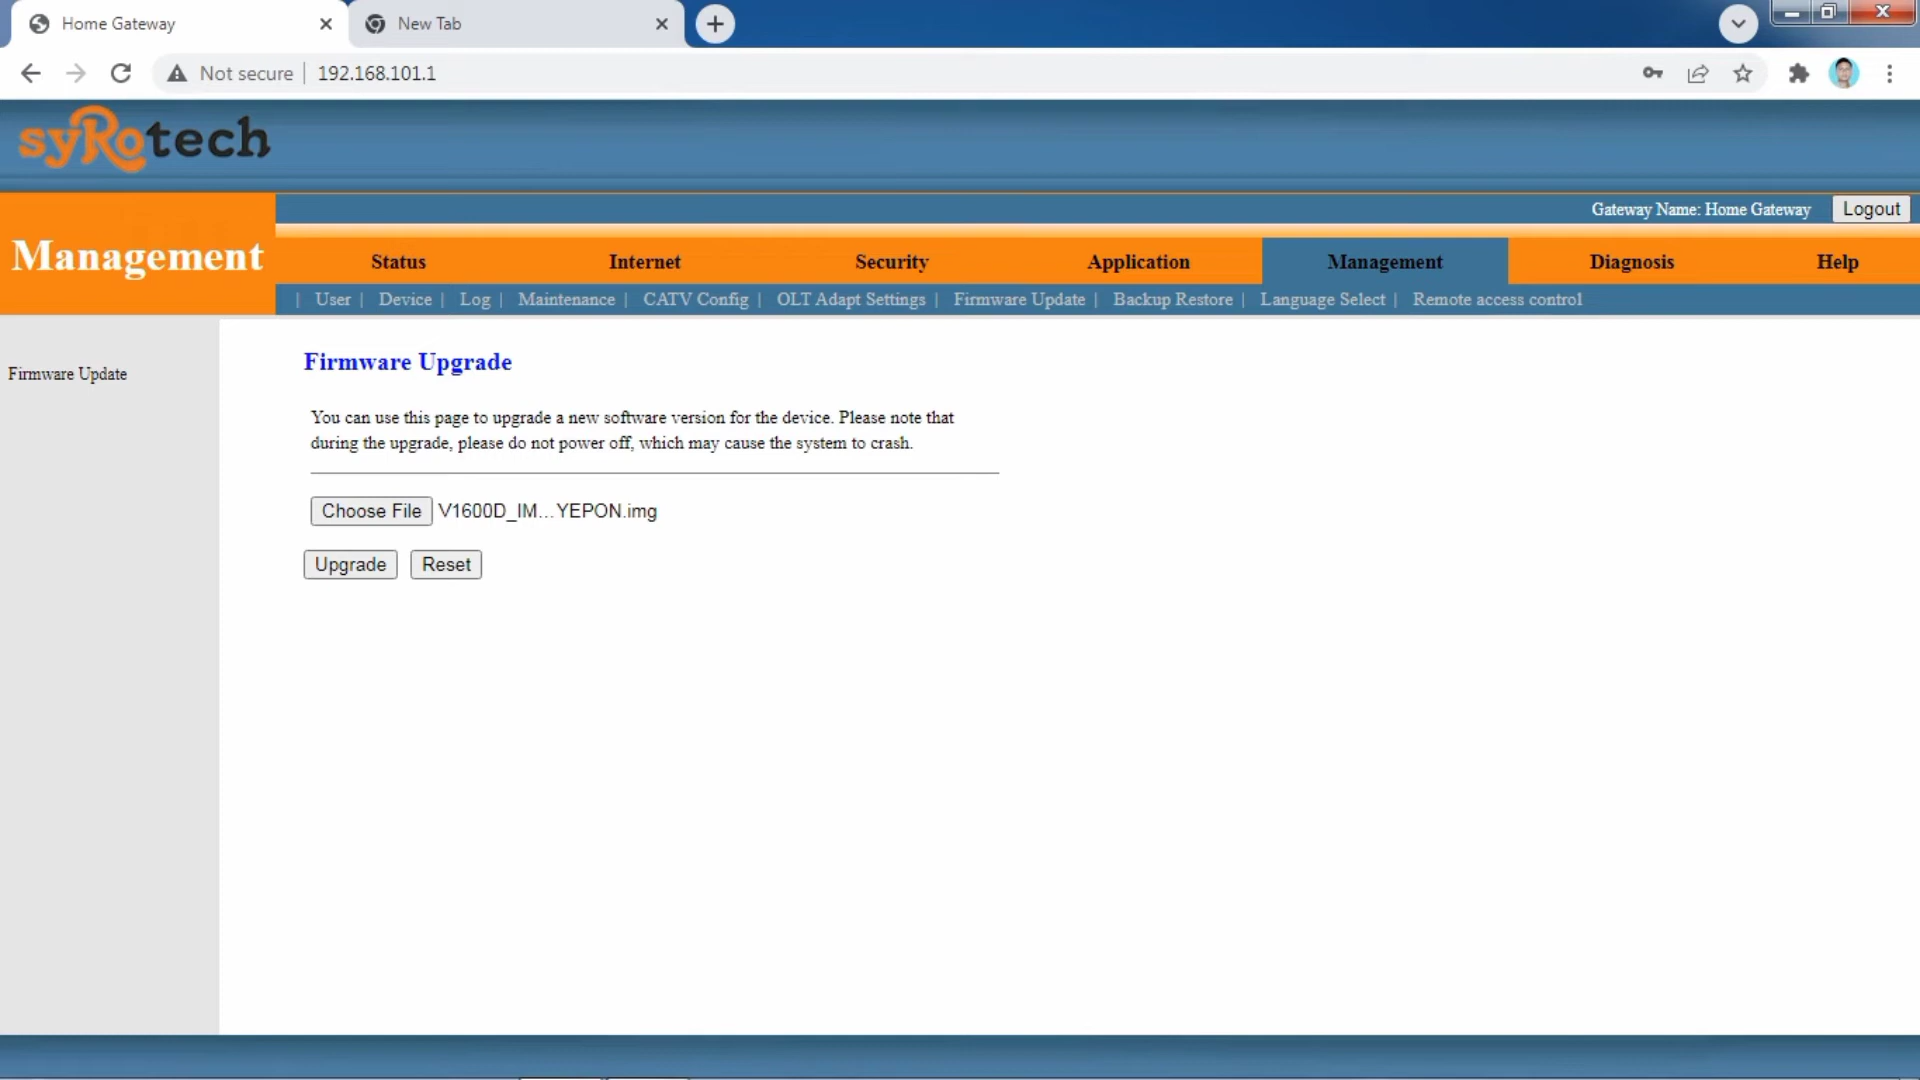 Home Gateway
New Tab
Not secure
192.168.101.1
syRotech
Gateway Name: Home Gateway
Logout
Management
Status
Internet
Security
Application
Management
Diagnosis
Help
| User | Device | Log | Maintenance | CATV Config | OLT Adapt Settings | Firmware Update | Backup Restore | Language Select | Remote access control
Firmware Update
Firmware Upgrade
You can use this page to upgrade a new software version for the device. Please note that
during the upgrade, please do not power off, which may cause the system to crash.
Choose File V1600D_IM...YEPON.img
Upgrade
Reset